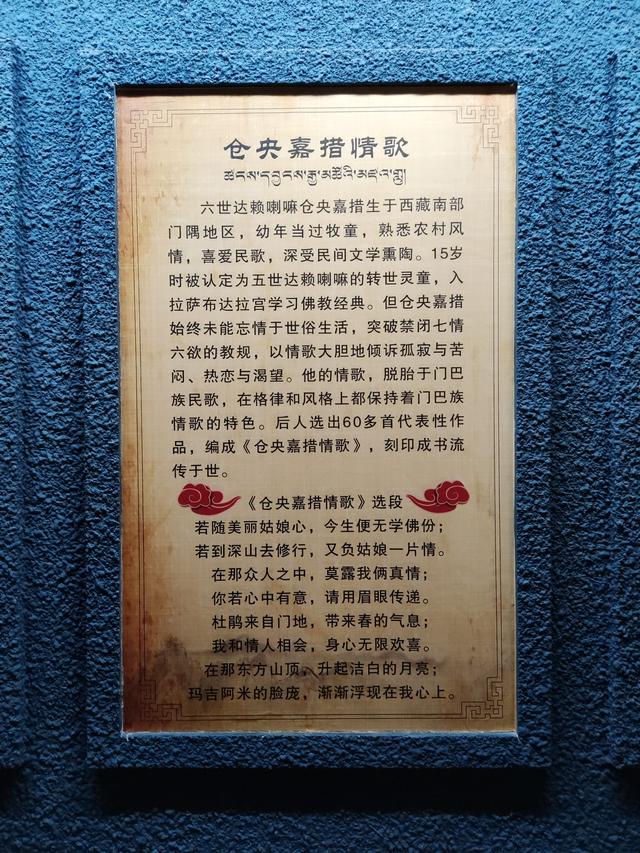 仓央嘉措情歌
ཚངས་དབྱངས་རྒྱ་མཚོའི་མཛའ་གླུ
六世达赖喇嘛仓央嘉措生于西藏南部
门隅地区，幼年当过牧童，熟悉农村风
情，喜爱民歌，深受民间文学熏陶。15岁
时被认定为五世达赖喇嘛的转世灵童，入
拉萨布达拉宫学习佛教经典。但仓央嘉措
始终未能忘情于世俗生活，突破禁闭七情
六欲的教规，以情歌大胆地倾诉孤寂与苦
闷、热恋与渴望。他的情歌，脱胎于门巴
族民歌，在格律和风格上都保持着门巴族
情歌的特色。后人选出60多首代表性作
品，编成《仓央嘉措情歌》，刻印成书流
传于世。
《仓央嘉措情歌》选段
若随美丽姑娘心，今生便无学佛份；
若到深山去修行，又负姑娘一片情。
在那众人之中，莫露我俩真情；
你若心中有意，请用眉眼传递。
杜鹃来自门地，带来春的气息；
我和情人相会，身心无限欢喜。
在那东方山顶，升起洁白的月亮；
玛吉阿米的脸庞，渐渐浮现在我心上。